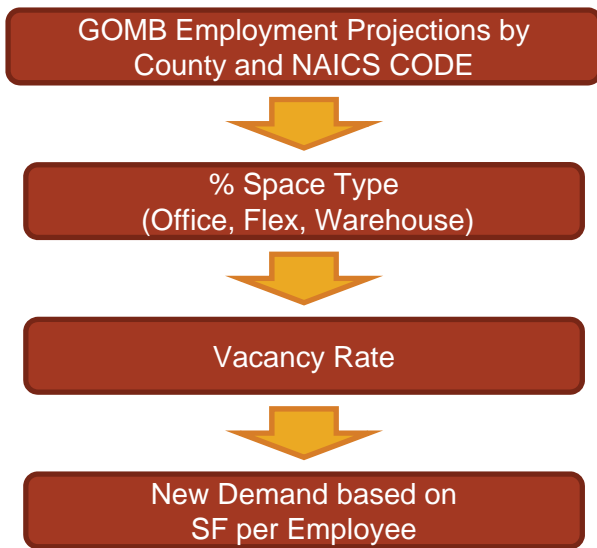 GOMB Employment Projections by
County and NAICS CODE
% Space Type
(Office, Flex, Warehouse)
Vacancy Rate
New Demand based on
SF per Employee